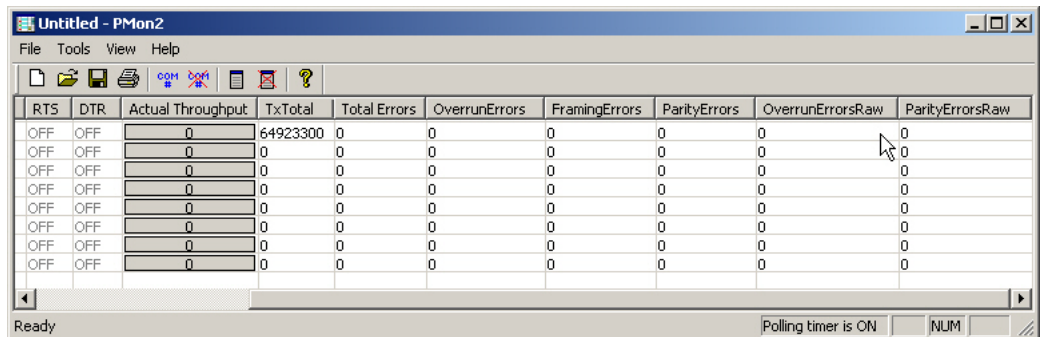 Untitled - PMon2
File Tools View Help
COM # COM #
RTS DTR Actual Throughput TxTotal Total Errors OverrunErrors FramingErrors ParityErrors OverrunErrorsRaw ParityErrorsRaw
OFF OFF 0 64923300 0 0 0 0 0 0
OFF OFF 0 0 0 0 0 0 0 0
OFF OFF 0 0 0 0 0 0 0 0
OFF OFF 0 0 0 0 0 0 0 0
OFF OFF 0 0 0 0 0 0 0 0
OFF OFF 0 0 0 0 0 0 0 0
OFF OFF 0 0 0 0 0 0 0 0
OFF OFF 0 0 0 0 0 0 0 0
Ready Polling timer is ON NUM